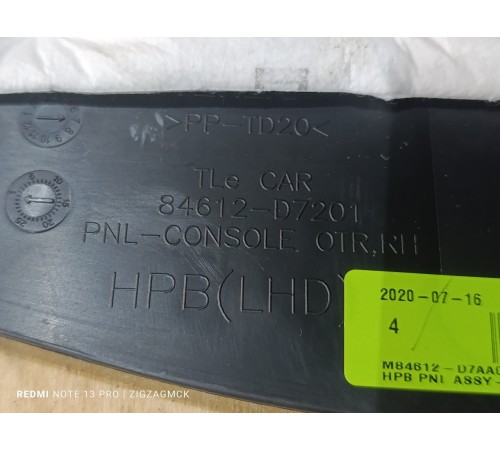 >PP-TD20<
TLe CAR
84612-D7201
PNL-CONSOLE OTR,RH
HPB(LHD)
2020-07-16
4
M84612-D7AA0
HPB PNL ASSY-
REDMI NOTE 13 PRO | ZIGZAGMCK